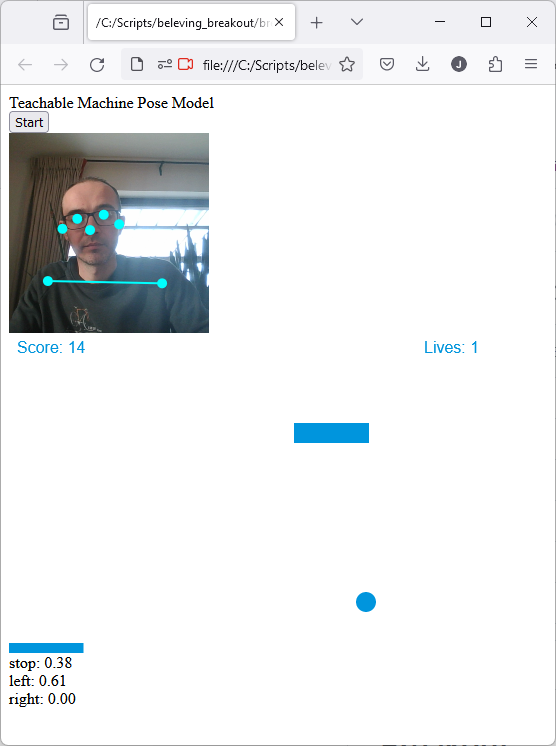 /C:/Scripts/beleving_breakout/br
file:///C:/Scripts/belev
J
Teachable Machine Pose Model
Start
Score: 14
Lives: 1
stop: 0.38
left: 0.61
right: 0.00